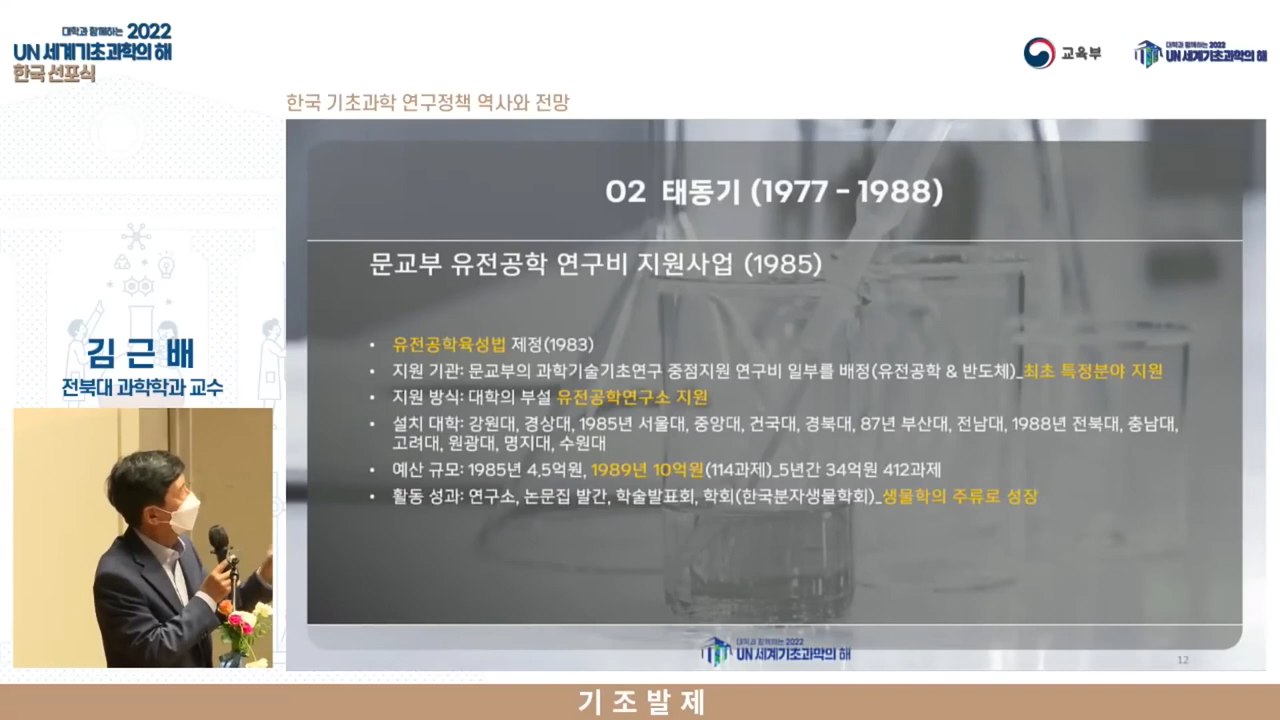 대학과 함께하는 2022
UN 세계기초과학의 해
한국 선포식
교육부
대학과 함께하는 2022
UN 세계기초과학의 해
한국 기초과학 연구정책 역사와 전망
02 태동기 (1977 - 1988)
문교부 유전공학 연구비 지원사업 (1985)
• 유전공학육성법 제정(1983)
• 지원 기관: 문교부의 과학기술기초연구 중점지원 연구비 일부를 배정(유전공학 & 반도체)_최초 특정분야 지원
• 지원 방식: 대학의 부설 유전공학연구소 지원
• 설치 대학: 강원대, 경상대, 1985년 서울대, 중앙대, 건국대, 경북대, 87년 부산대, 전남대, 1988년 전북대, 충남대,
고려대, 원광대, 명지대, 수원대
• 예산 규모: 1985년 4.5억원, 1989년 10억원(114과제)_5년간 34억원 412과제
• 활동 성과: 연구소, 논문집 발간, 학술발표회, 학회(한국분자생물학회)_생물학의 주류로 성장
김 근 배
전북대 과학학과 교수
대학과 함께하는 2022
UN 세계기초과학의 해
12
기 조 발 제